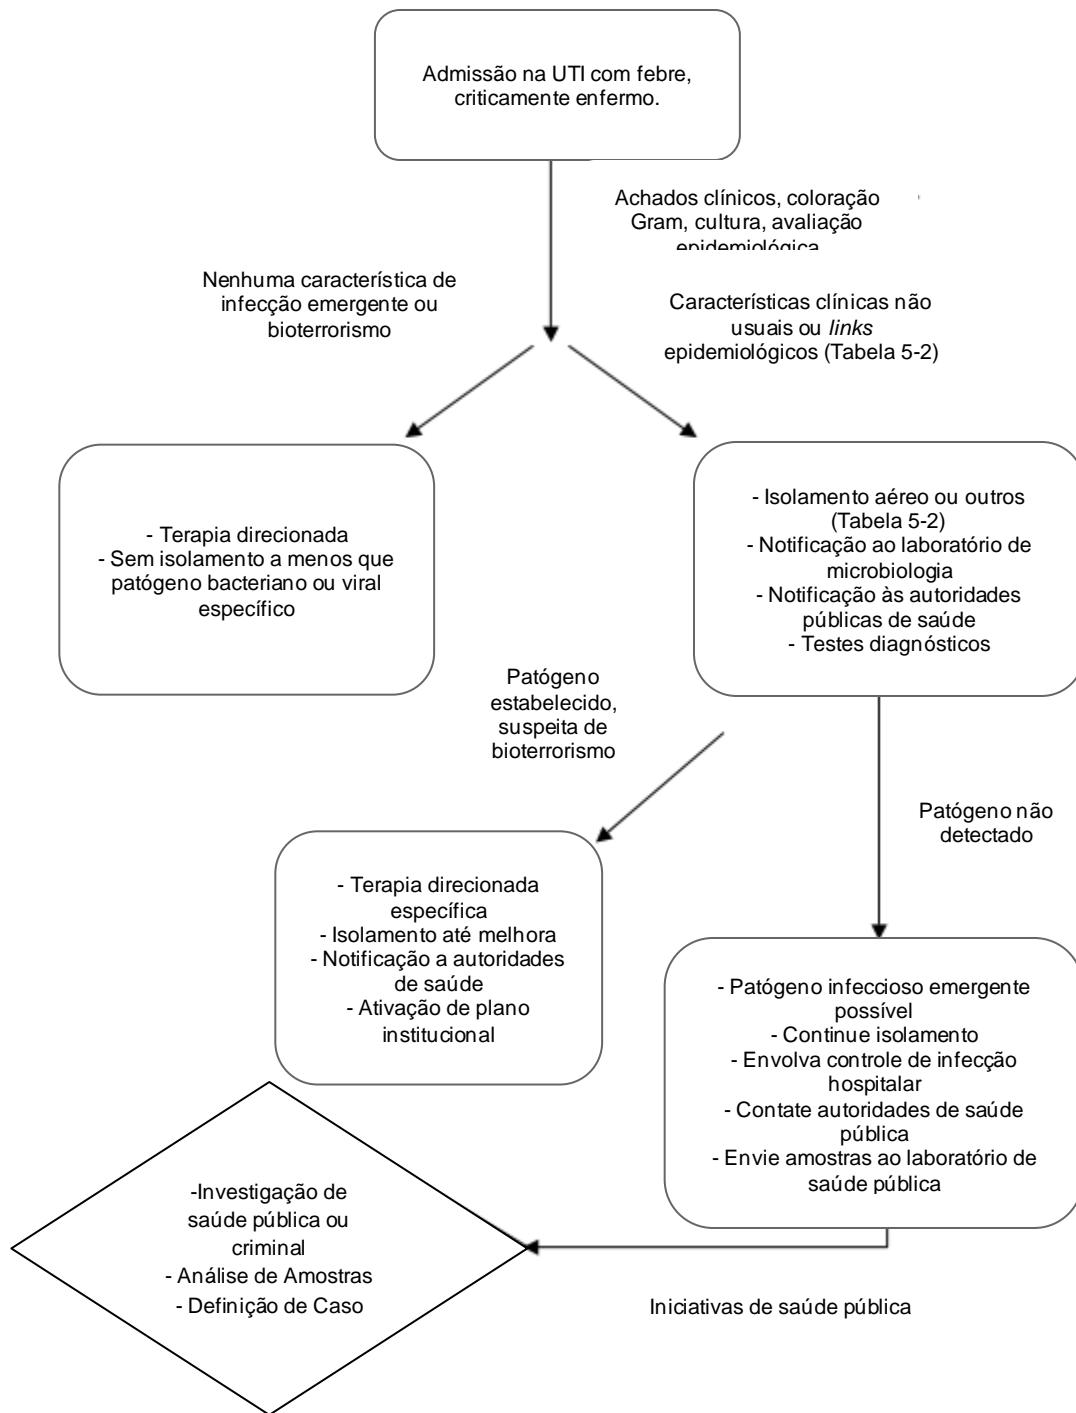 Admissão na UTI com febre,
criticamente enfermo.
Achados clínicos, coloração
Gram, cultura, avaliação
epidemiológica
Nenhuma característica de
infecção emergente ou
bioterrorismo
Características clínicas não
usuais ou links
epidemiológicos (Tabela 5-2)
- Terapia direcionada
- Sem isolamento a menos que
patógeno bacteriano ou viral
específico
- Isolamento aéreo ou outros
(Tabela 5-2)
- Notificação ao laboratório de
microbiologia
- Notificação às autoridades
públicas de saúde
- Testes diagnósticos
Patógeno
estabelecido,
suspeita de
bioterrorismo
Patógeno não
detectado
- Terapia direcionada
específica
- Isolamento até melhora
- Notificação a autoridades
de saúde
- Ativação de plano
institucional
- Patógeno infeccioso emergente
possível
- Continue isolamento
- Envolva controle de infecção
hospitalar
- Contate autoridades de saúde
pública
- Envie amostras ao laboratório de
saúde pública
-Investigação de
saúde pública ou
criminal
- Análise de Amostras
- Definição de Caso
Iniciativas de saúde pública